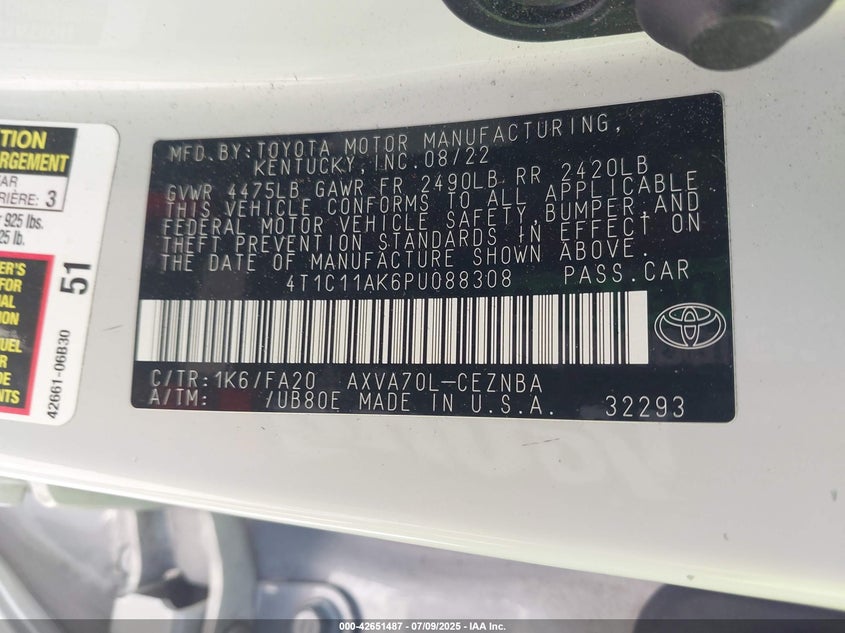 MFD. BY: TOYOTA MOTOR MANUFACTURING,
KENTUCKY, INC. 08/22
GVWR 4475LB GAWR FR 2490LB RR 2420LB
THIS VEHICLE CONFORMS TO ALL APPLICABLE
FEDERAL MOTOR VEHICLE SAFETY, BUMPER AND
THEFT PREVENTION STANDARDS IN EFFECT ON
THE DATE OF MANUFACTURE SHOWN ABOVE.
4T1C11AK6PU088308 PASS. CAR
C/TR: 1K6/FA20 AXVA70L-CEZNBA
A/TM: /UB80E MADE IN U.S.A. 32293
3
925 lbs.
51
42661-06B30
000-42651487 - 07/09/2025 - IAA Inc.